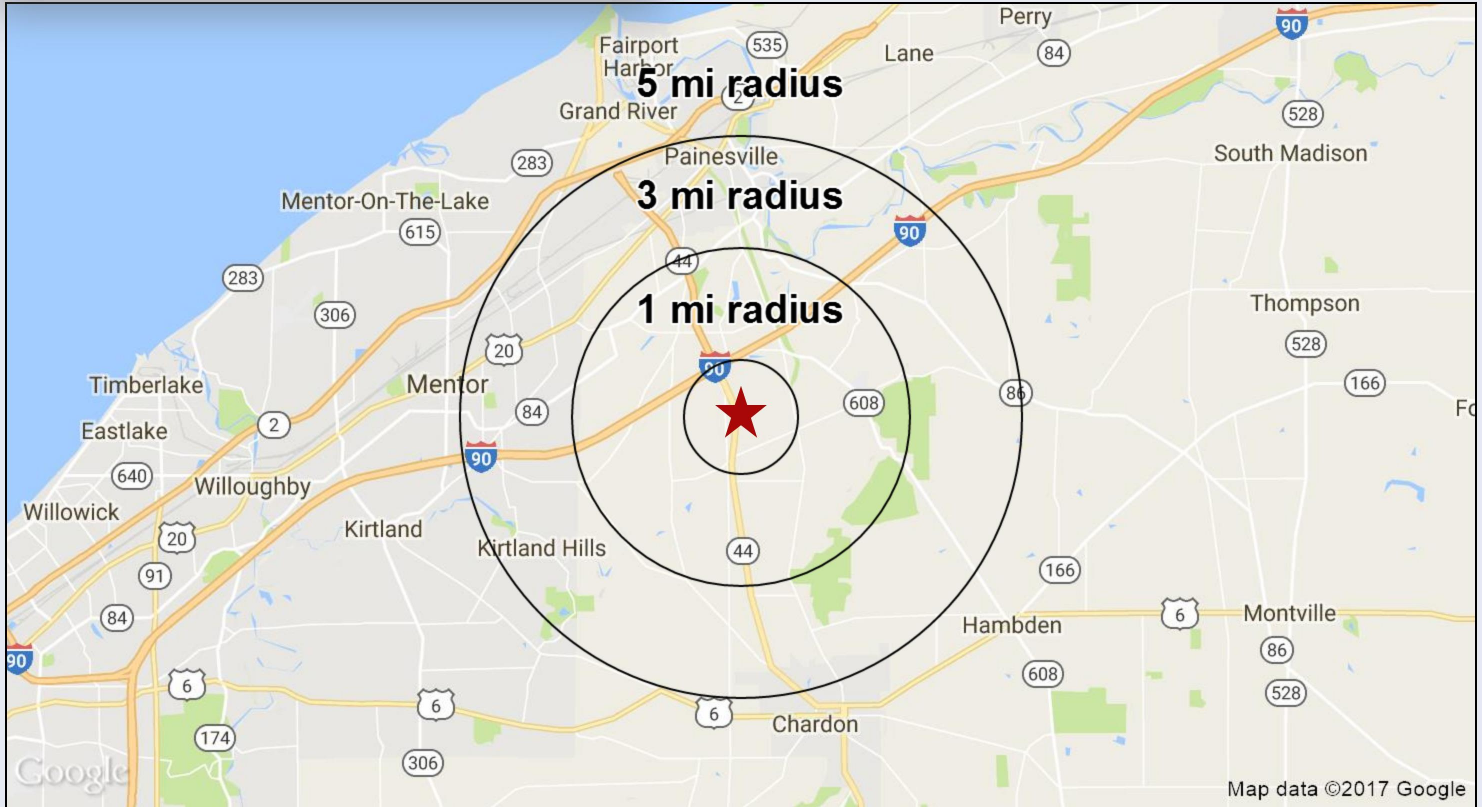 Perry
90
Fairport
Harbor
535
Lane
84
5 mi radius
2
Grand River
528
283
Painesville
South Madison
3 mi radius
Mentor-On-The-Lake
615
90
44
283
306
1 mi radius
Thompson
20
528
90
Timberlake
Mentor
166
84
608
86
Fo
2
Eastlake
90
640
Willoughby
Willowick
Kirtland
20
Kirtland Hills
44
91
166
84
6
Montville
Hambden
90
86
608
6
528
6
6
Chardon
174
306
Google
Map data ©2017 Google